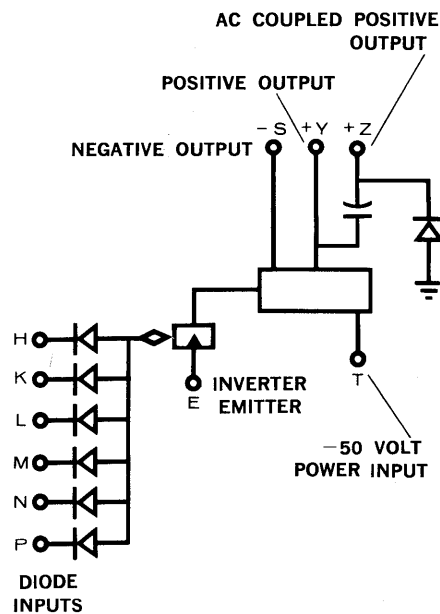 AC COUPLED POSITIVE
OUTPUT
POSITIVE OUTPUT
-S +Y +Z
NEGATIVE OUTPUT
H
K
L
M
N
P
E
INVERTER
EMITTER
T
-50 VOLT
POWER INPUT
DIODE
INPUTS